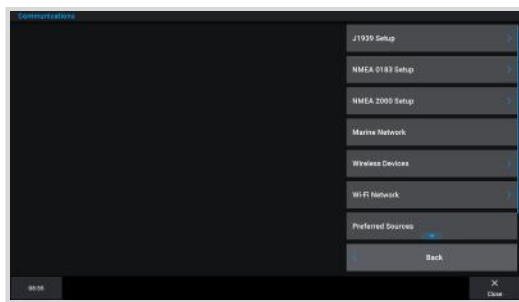 Communications
J1939 Setup
NMEA 0183 Setup
NMEA 2000 Setup
Marine Network
Wireless Devices
Wi-Fi Network
Preferred Sources
Back
Close